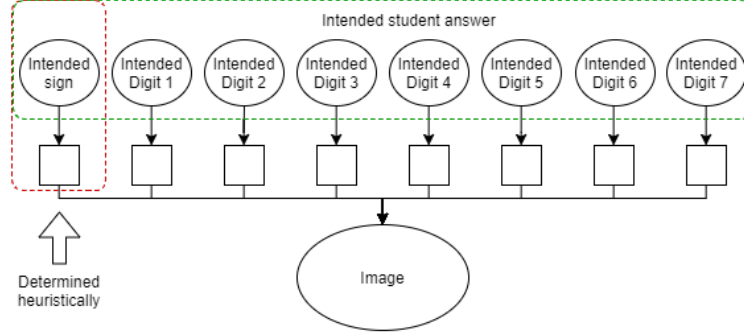 Intended student answer
Intended
sign
Intended
Digit 1
Intended
Digit 2
Intended
Digit 3
Intended
Digit 4
Intended
Digit 5
Intended
Digit 6
Intended
Digit 7
Determined
heuristically
Image